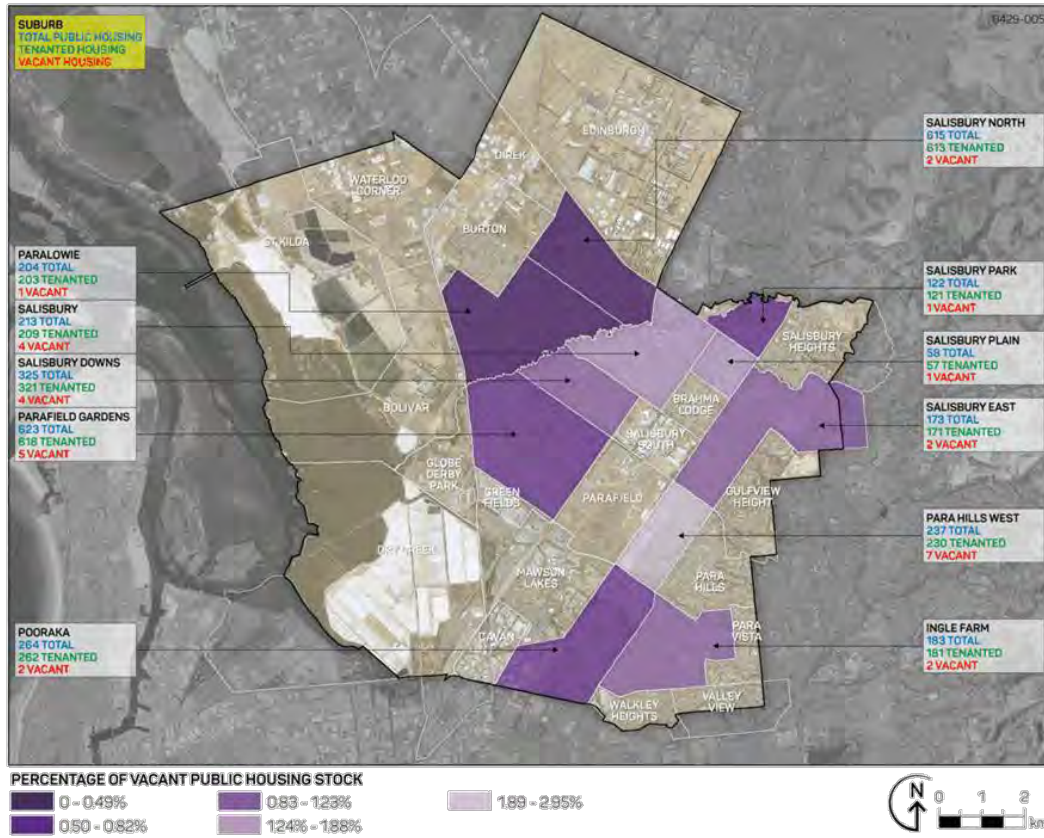 SUBURB
TOTAL PUBLIC HOUSING
TENANTED HOUSING
VACANT HOUSING
6429-005
EDINBURGH
DIREK
WATERLOO
CORNER
BURTON
ST KILDA
SALISBURY NORTH
615 TOTAL
613 TENANTED
2 VACANT
PARALOWIE
204 TOTAL
203 TENANTED
1 VACANT
SALISBURY
213 TOTAL
209 TENANTED
4 VACANT
SALISBURY DOWNS
325 TOTAL
321 TENANTED
4 VACANT
PARAFIELD GARDENS
623 TOTAL
618 TENANTED
5 VACANT
SALISBURY PARK
122 TOTAL
121 TENANTED
1 VACANT
SALISBURY PLAIN
58 TOTAL
57 TENANTED
1 VACANT
SALISBURY EAST
173 TOTAL
171 TENANTED
2 VACANT
SALISBURY
HEIGHTS
BRAHMA
LODGE
BOLIVAR
SALISBURY
SOUTH
GLOBE
DERBY
PARK
GREEN
FIELDS
PARAFIELD
GULFVIEW
HEIGHT
PARA HILLS WEST
237 TOTAL
230 TENANTED
7 VACANT
DRY CREEK
MAWSON
LAKES
PARA
HILLS
PARA
VISTA
CAVAN
POORAKA
264 TOTAL
262 TENANTED
2 VACANT
INGLE FARM
183 TOTAL
181 TENANTED
2 VACANT
WALKLEY
HEIGHTS
VALLEY
VIEW
PERCENTAGE OF VACANT PUBLIC HOUSING STOCK
0 - 0.49%
0.83 - 1.23%
1.89 - 2.95%
0.50 - 0.82%
1.24% - 1.88%
N
0 1 2
km